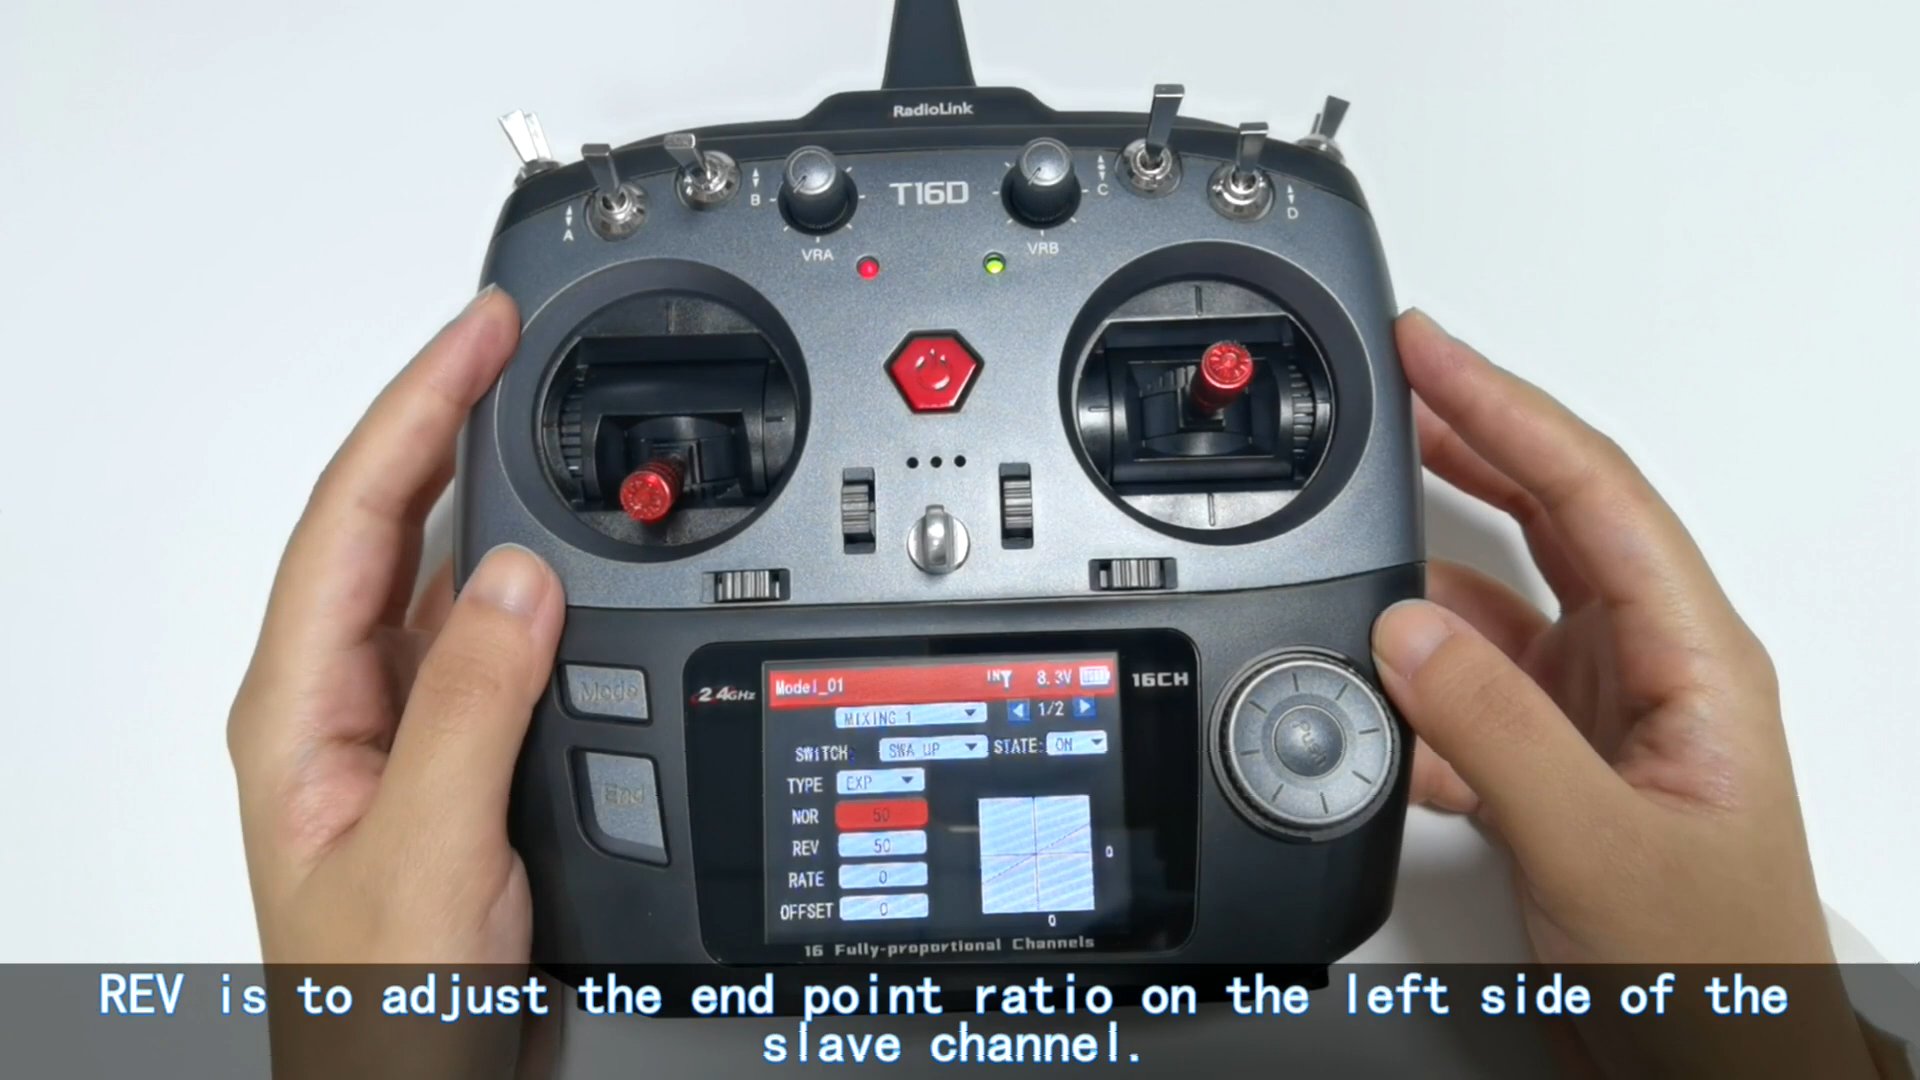 RadioLink
T16D
A
B
C
D
VRA
VRB
Mode
End
PUSH
2.4GHz
16CH
Model_01
8.3V
MIXING 1
1/2
SWITCH:
SWA UP
STATE:
ON
TYPE
EXP
NOR
50
REV
50
RATE
0
OFFSET
0
0
0
16 Fully-proportional Channels
REV is to adjust the end point ratio on the left side of the
slave channel.